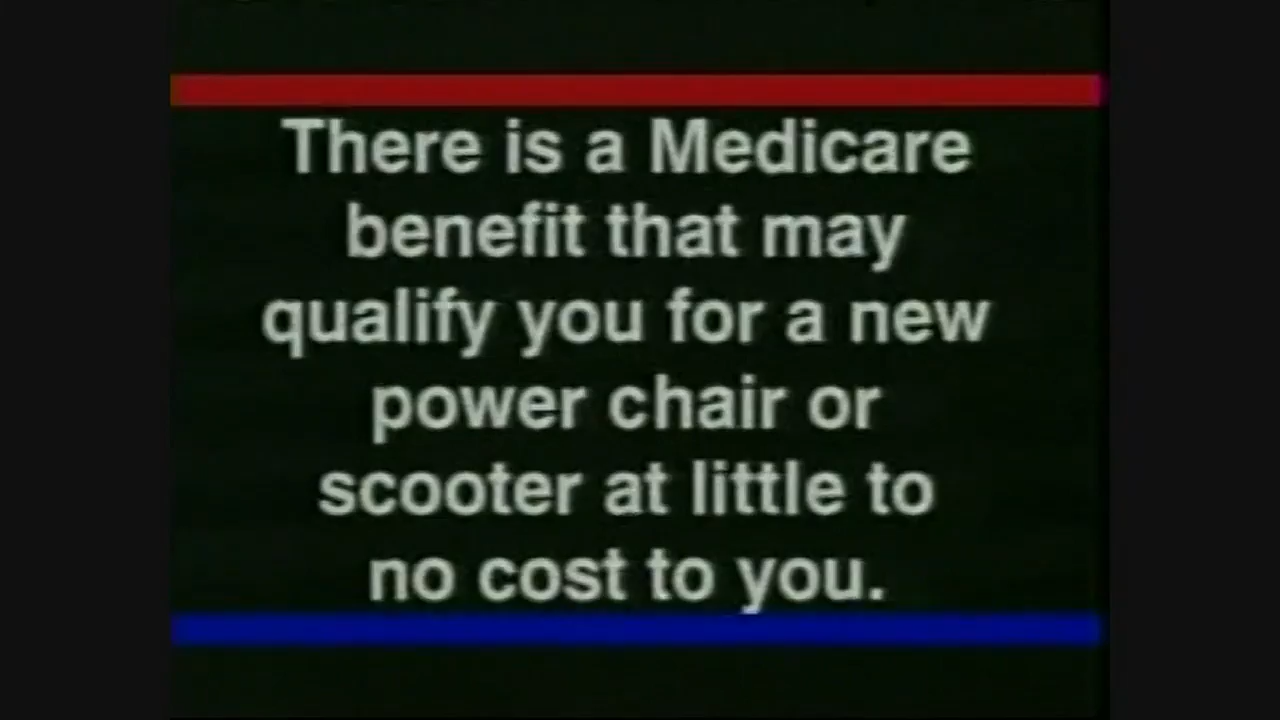 There is a Medicare
benefit that may
qualify you for a new
power chair or
scooter at little to
no cost to you.